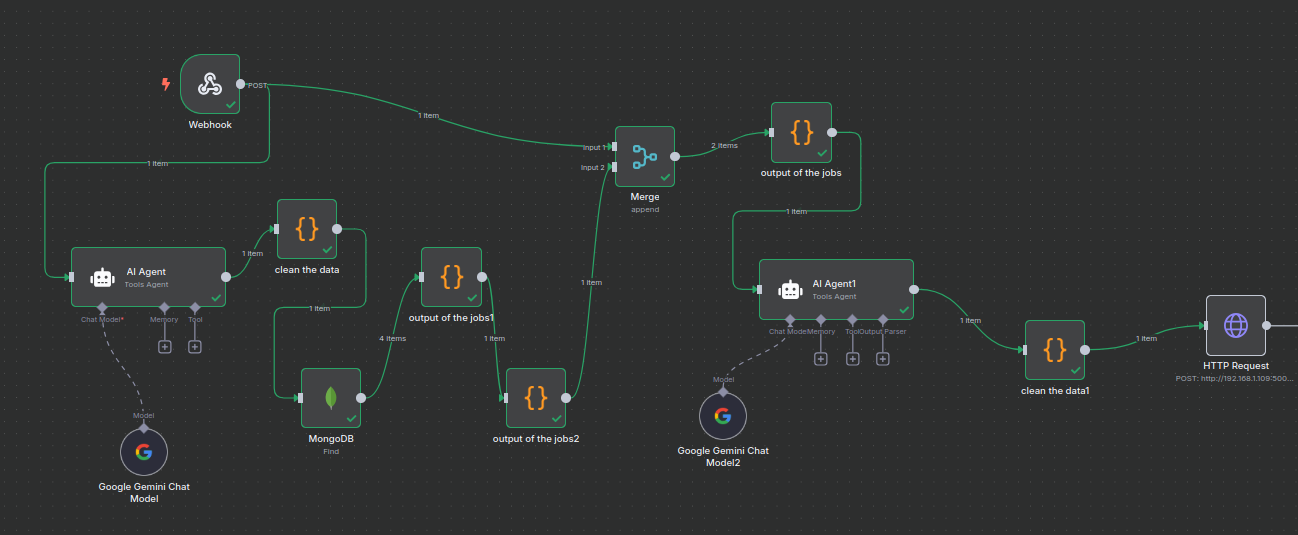 POST
Webhook
1 item
1 item
Input 1
Input 2
Merge
append
2 items
output of the jobs
1 item
AI Agent
Tools Agent
Chat Model*
Memory
Tool
1 item
clean the data
1 item
MongoDB
Find
4 items
output of the jobs1
1 item
output of the jobs2
1 item
Model
Google Gemini Chat
Model
AI Agent1
Tools Agent
Chat Model
Memory
Tool
Output Parser
Model
Google Gemini Chat
Model2
1 item
clean the data1
1 item
HTTP Request
POST: http://192.168.1.109:500...